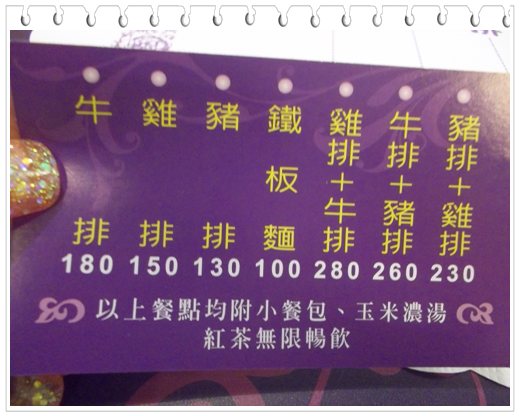 牛排 180
雞排 150
豬排 130
鐵板麵 100
雞排+牛排 280
牛排+豬排 260
豬排+雞排 230
以上餐點均附小餐包、玉米濃湯
紅茶無限暢飲